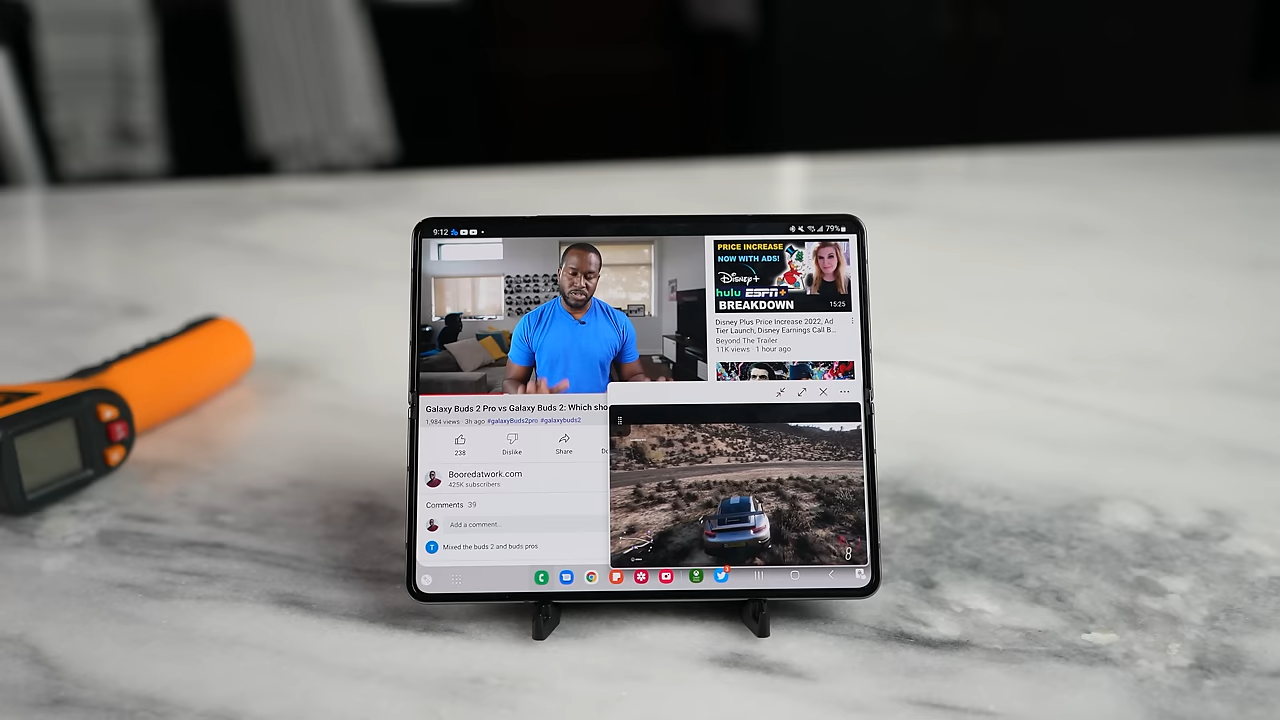 9:12
79%
PRICE INCREASE
NOW WITH ADS!
Disney+
hulu ESPN+
BREAKDOWN
15:25
Disney Plus Price Increase 2022, Ad
Tier Launch; Disney Earnings Call B...
Beyond The Trailer
11K views · 1 hour ago
Galaxy Buds 2 Pro vs Galaxy Buds 2: Which sho
1,984 views · 3h ago #galaxyBuds2pro #galaxybuds2
238
Dislike
Share
Booredatwork.com
425K subscribers
Comments 39
Add a comment...
T
Mixed the buds 2 and buds pros
8